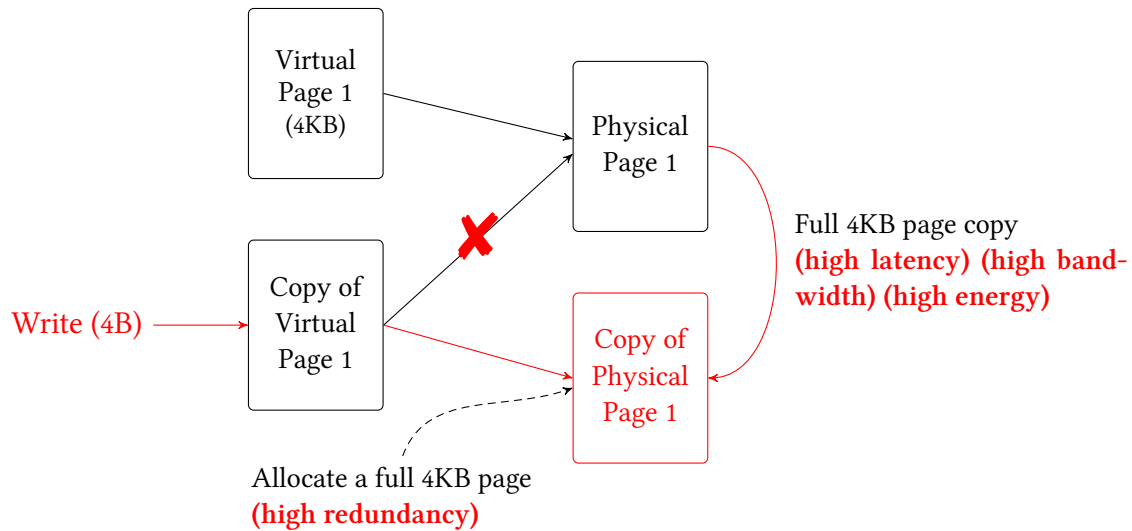 Virtual
Page 1
(4KB)
Physical
Page 1
Full 4KB page copy
(high latency) (high band-
width) (high energy)
Write (4B)
Copy of
Virtual
Page 1
Copy of
Physical
Page 1
Allocate a full 4KB page
(high redundancy)